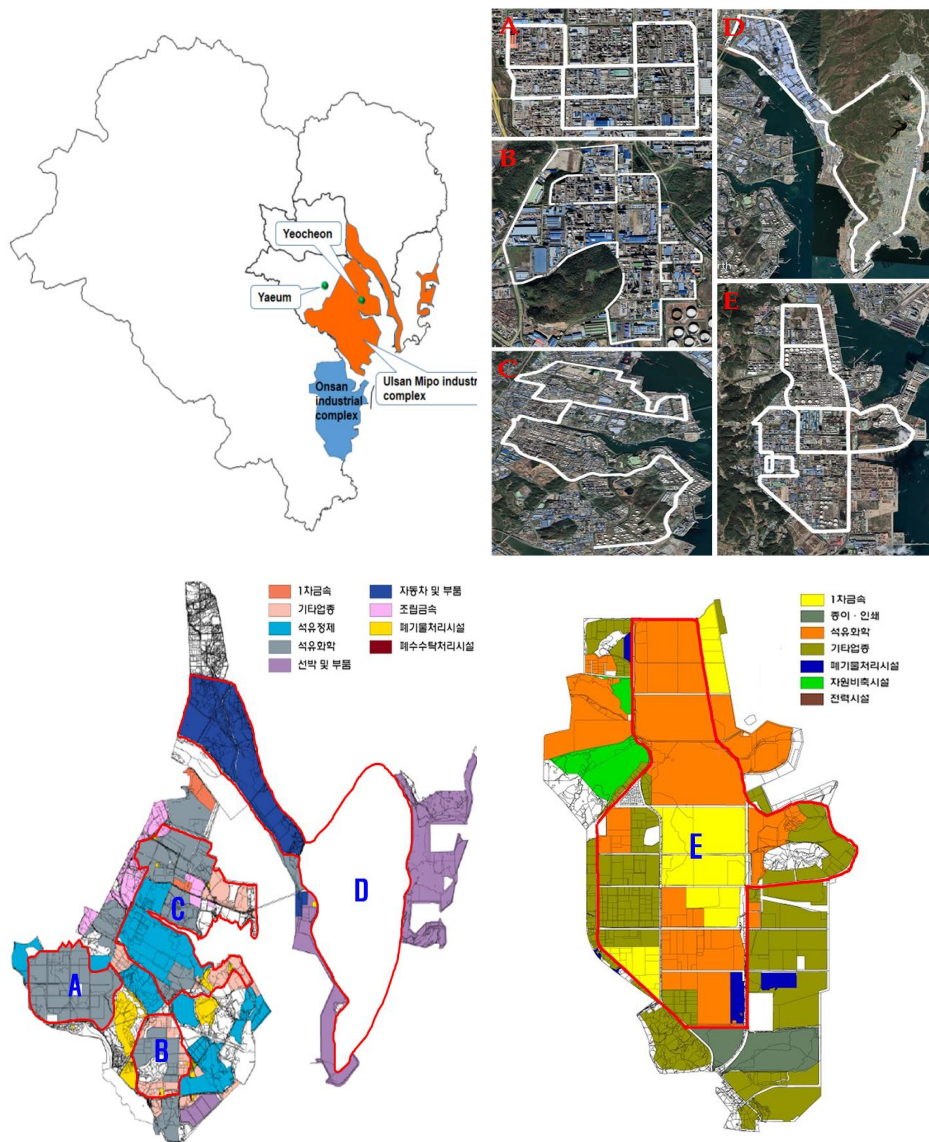 Yeocheon
Yaeum
Ulsan Mipo industr
complex
Onsan
industrial
complex
A
B
C
D
E
1차금속
기타업종
석유정제
석유화학
선박 및 부품
자동차 및 부품
조립금속
폐기물처리시설
폐수수탁처리시설
A
B
C
D
1차금속
종이 · 인쇄
석유화학
기타업종
폐기물처리시설
자원비축시설
전력시설
E